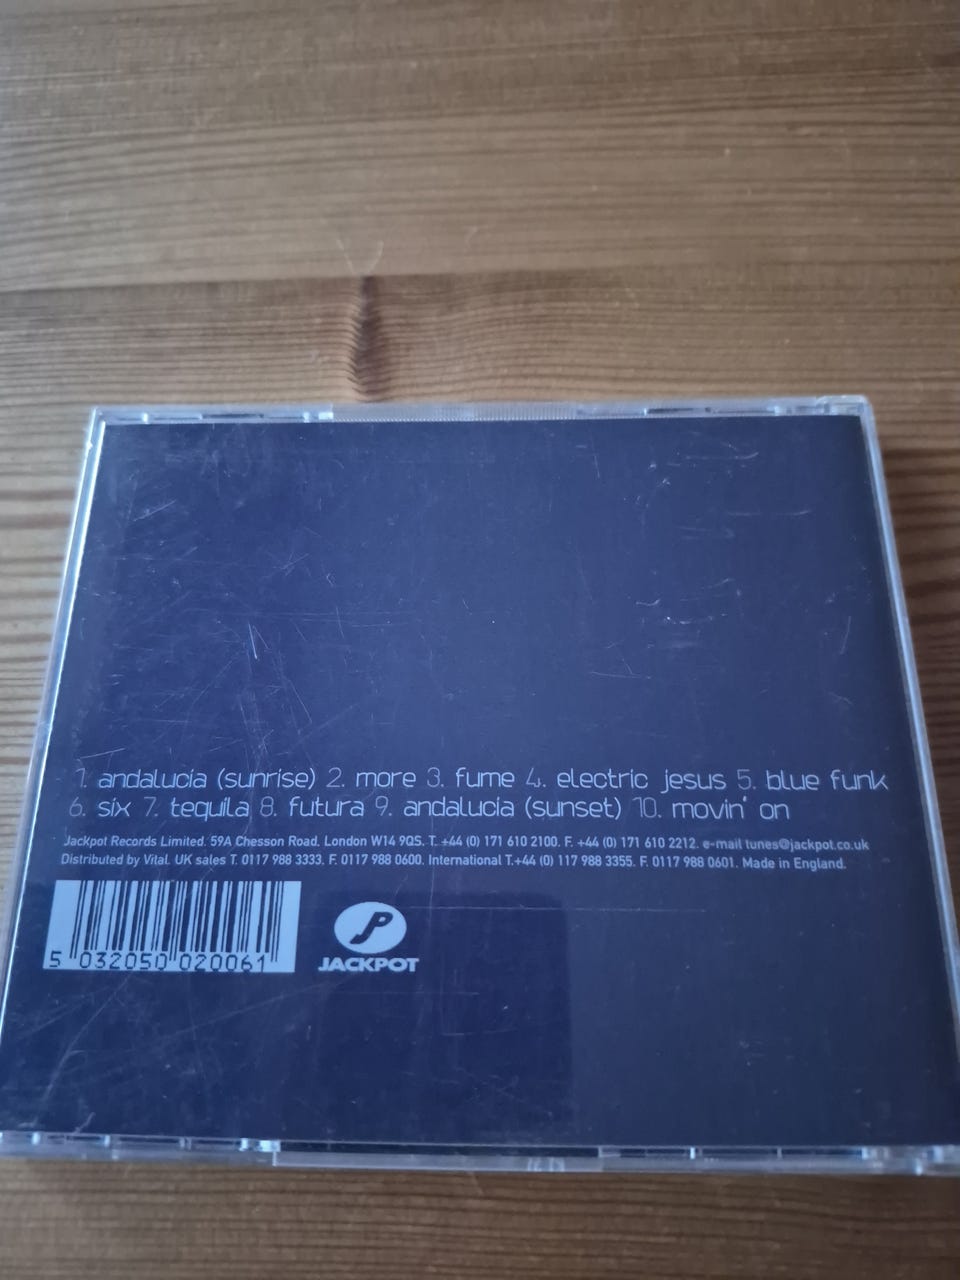 1. andalucia (sunrise) 2. more 3. fume 4. electric jesus 5. blue funk
6. six 7. tequila 8. futura 9. andalucia (sunset) 10. movin' on
Jackpot Records Limited. 59A Chesson Road. London W14 9QS. T. +44 (0) 171 610 2100. F. +44 (0) 171 610 2212. e-mail tunes@jackpot.co.uk
Distributed by Vital. UK sales T. 0117 988 3333. F. 0117 988 0600. International T.+44 (0) 117 988 3355. F. 0117 988 0601. Made in England.
5 032050 020061
JP
JACKPOT